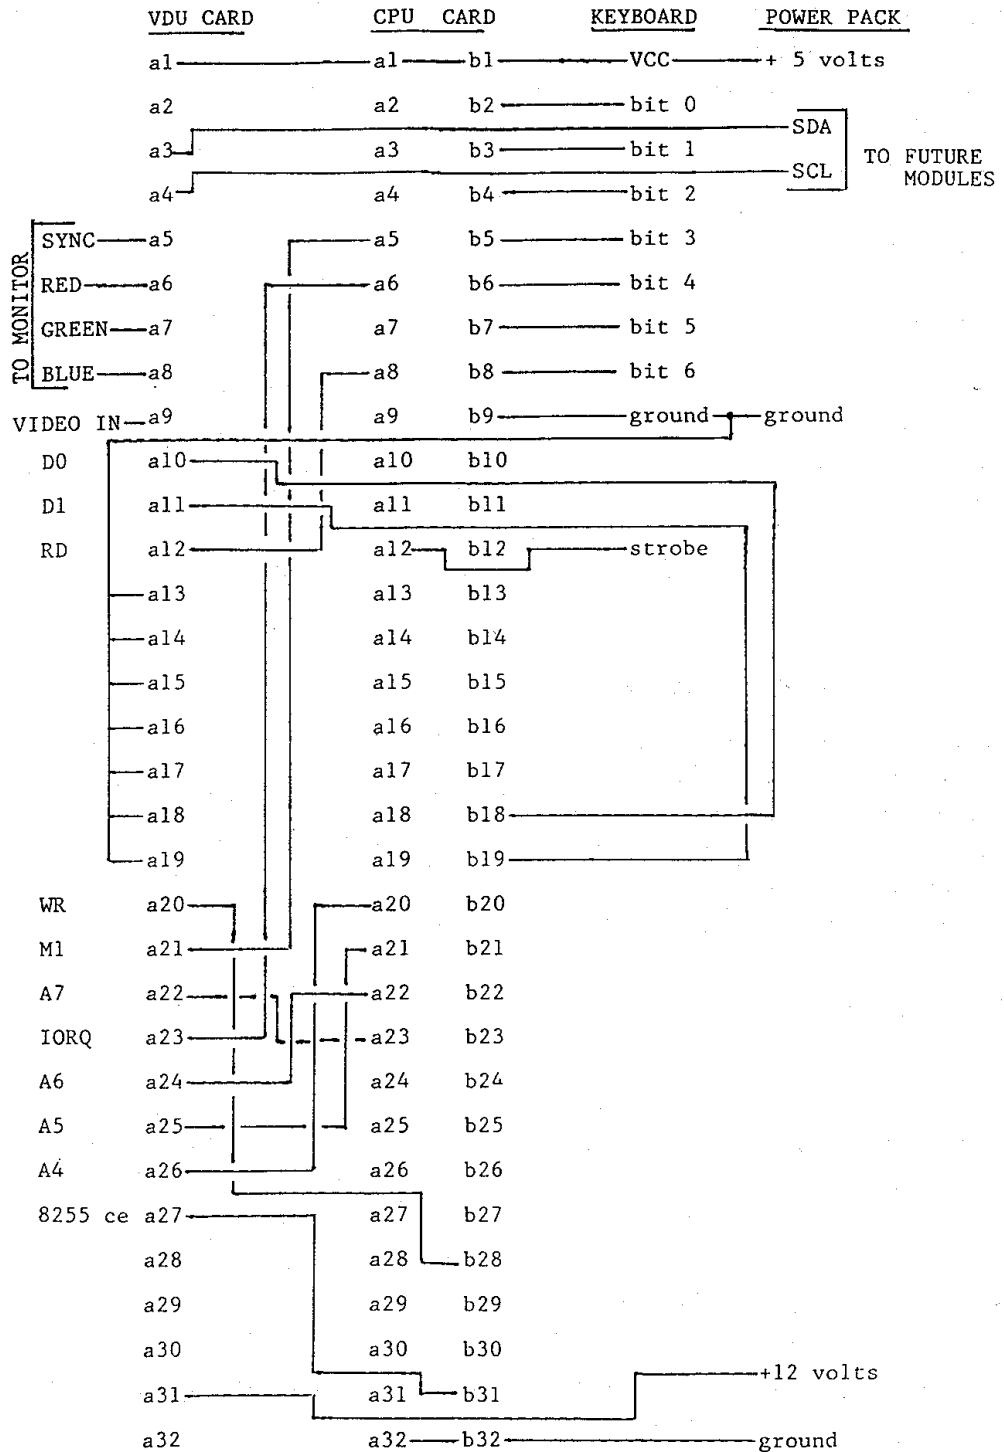 VDU CARD CPU CARD KEYBOARD POWER PACK
a1 a1 b1 VCC + 5 volts
a2 a2 b2 bit 0
SDA
a3 a3 b3 bit 1
TO FUTURE MODULES
SCL
a4 a4 b4 bit 2
TO MONITOR
SYNC a5 a5 b5 bit 3
RED a6 a6 b6 bit 4
GREEN a7 a7 b7 bit 5
BLUE a8 a8 b8 bit 6
VIDEO IN a9 a9 b9 ground ground
D0 a10 a10 b10
D1 a11 a11 b11
RD a12 a12 b12 strobe
a13 a13 b13
a14 a14 b14
a15 a15 b15
a16 a16 b16
a17 a17 b17
a18 a18 b18
a19 a19 b19
WR a20 a20 b20
M1 a21 a21 b21
A7 a22 a22 b22
IORQ a23 a23 b23
A6 a24 a24 b24
A5 a25 a25 b25
A4 a26 a26 b26
8255 ce a27 a27 b27
a28 a28 b28
a29 a29 b29
a30 a30 b30
+12 volts
a31 a31 b31
a32 a32 b32 ground